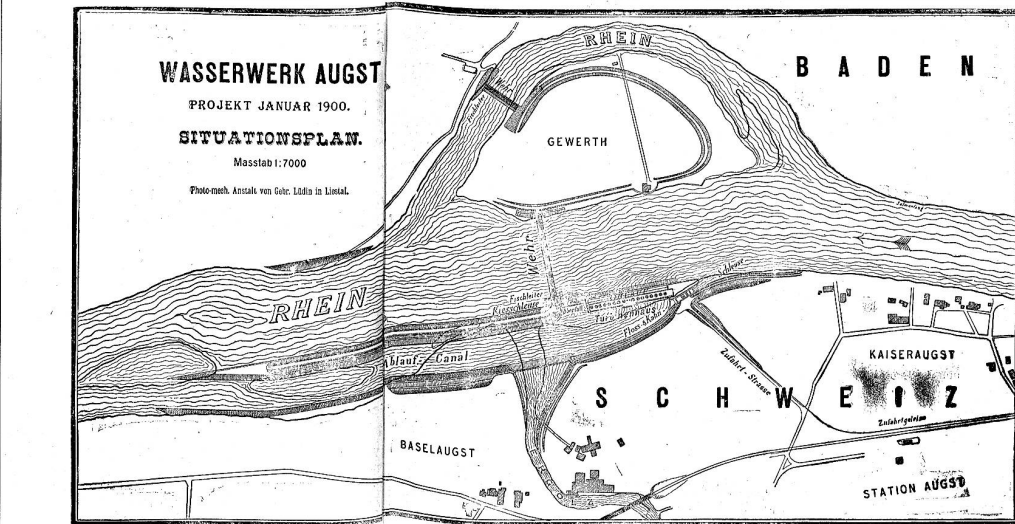 WASSERWERK AUGST
PROJEKT JANUAR 1900.
SITUATIONSPLAN.
Masstab 1:7000
Photo-mech. Anstalt von Gebr. Lüdin in Liestal.
RHEIN
BADEN
GEWERTH
Wehr
RHEIN
Fischleiter
Kiesschleuse
Turbinenhaus
Floss-
Schleuse
Ablauf-Canal
Zufahrt-Strasse
KAISERAUGST
SCHWEIZ
Zufahrtgeleise
BASELAUGST
STATION AUGST